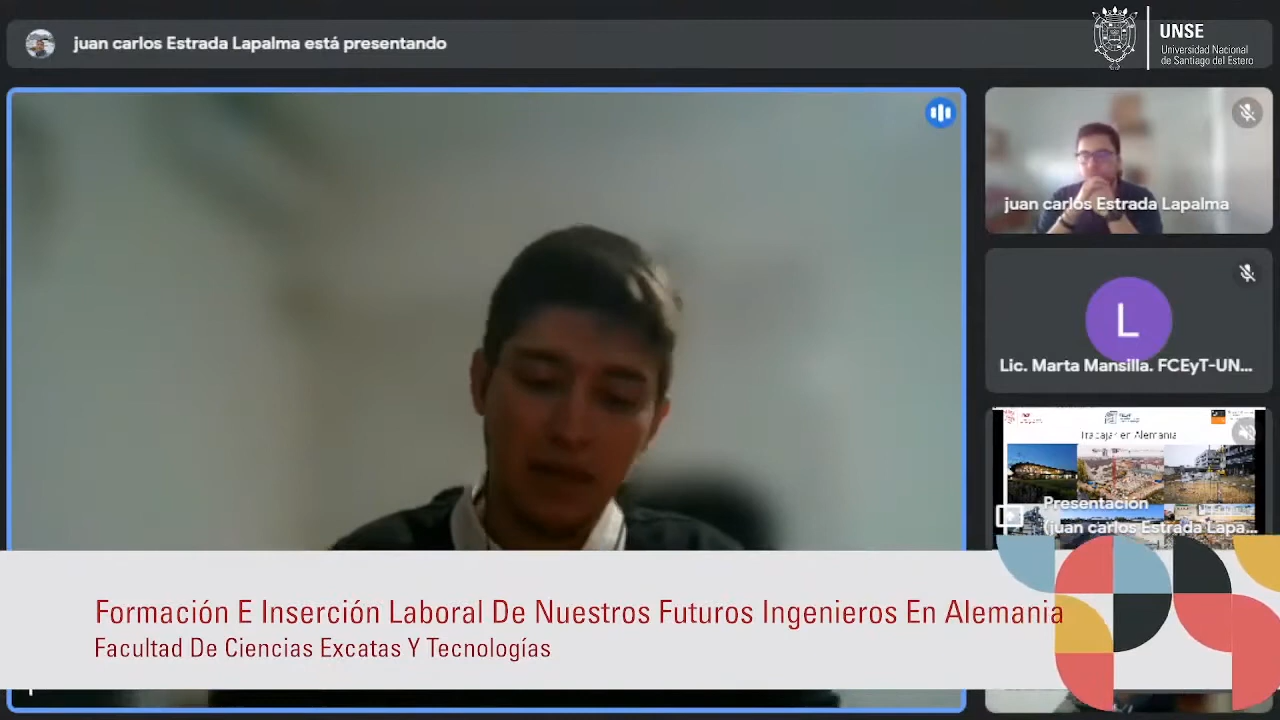 juan carlos Estrada Lapalma está presentando
UNSE
Universidad Nacional
de Santiago del Estero
juan carlos Estrada Lapalma
L
Lic. Marta Mansilla. FCEyT-UN...
Trabajar en Alemania
Presentación
(juan carlos Estrada Lapa...
Formación E Inserción Laboral De Nuestros Futuros Ingenieros En Alemania
Facultad De Ciencias Excatas Y Tecnologías